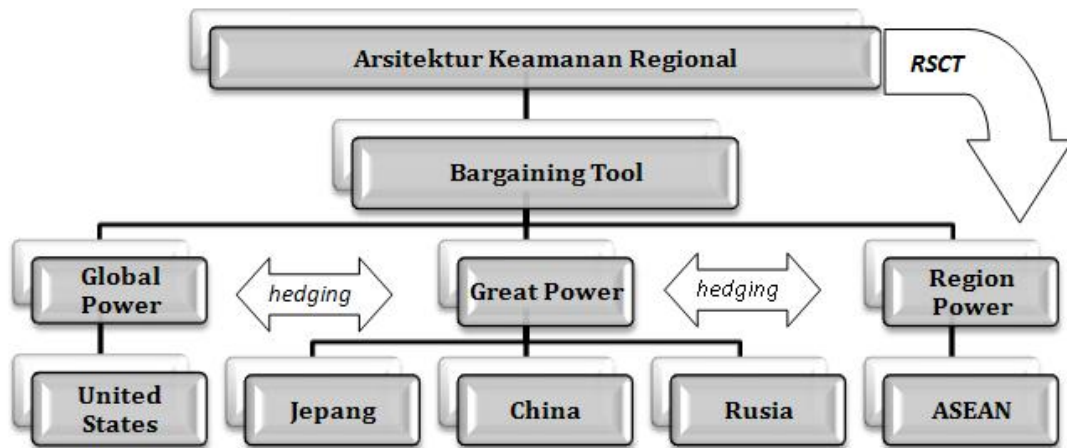 Arsitektur Keamanan Regional
RSCT
Bargaining Tool
Global
Power
hedging
Great Power
hedging
Region
Power
United
States
Jepang
China
Rusia
ASEAN